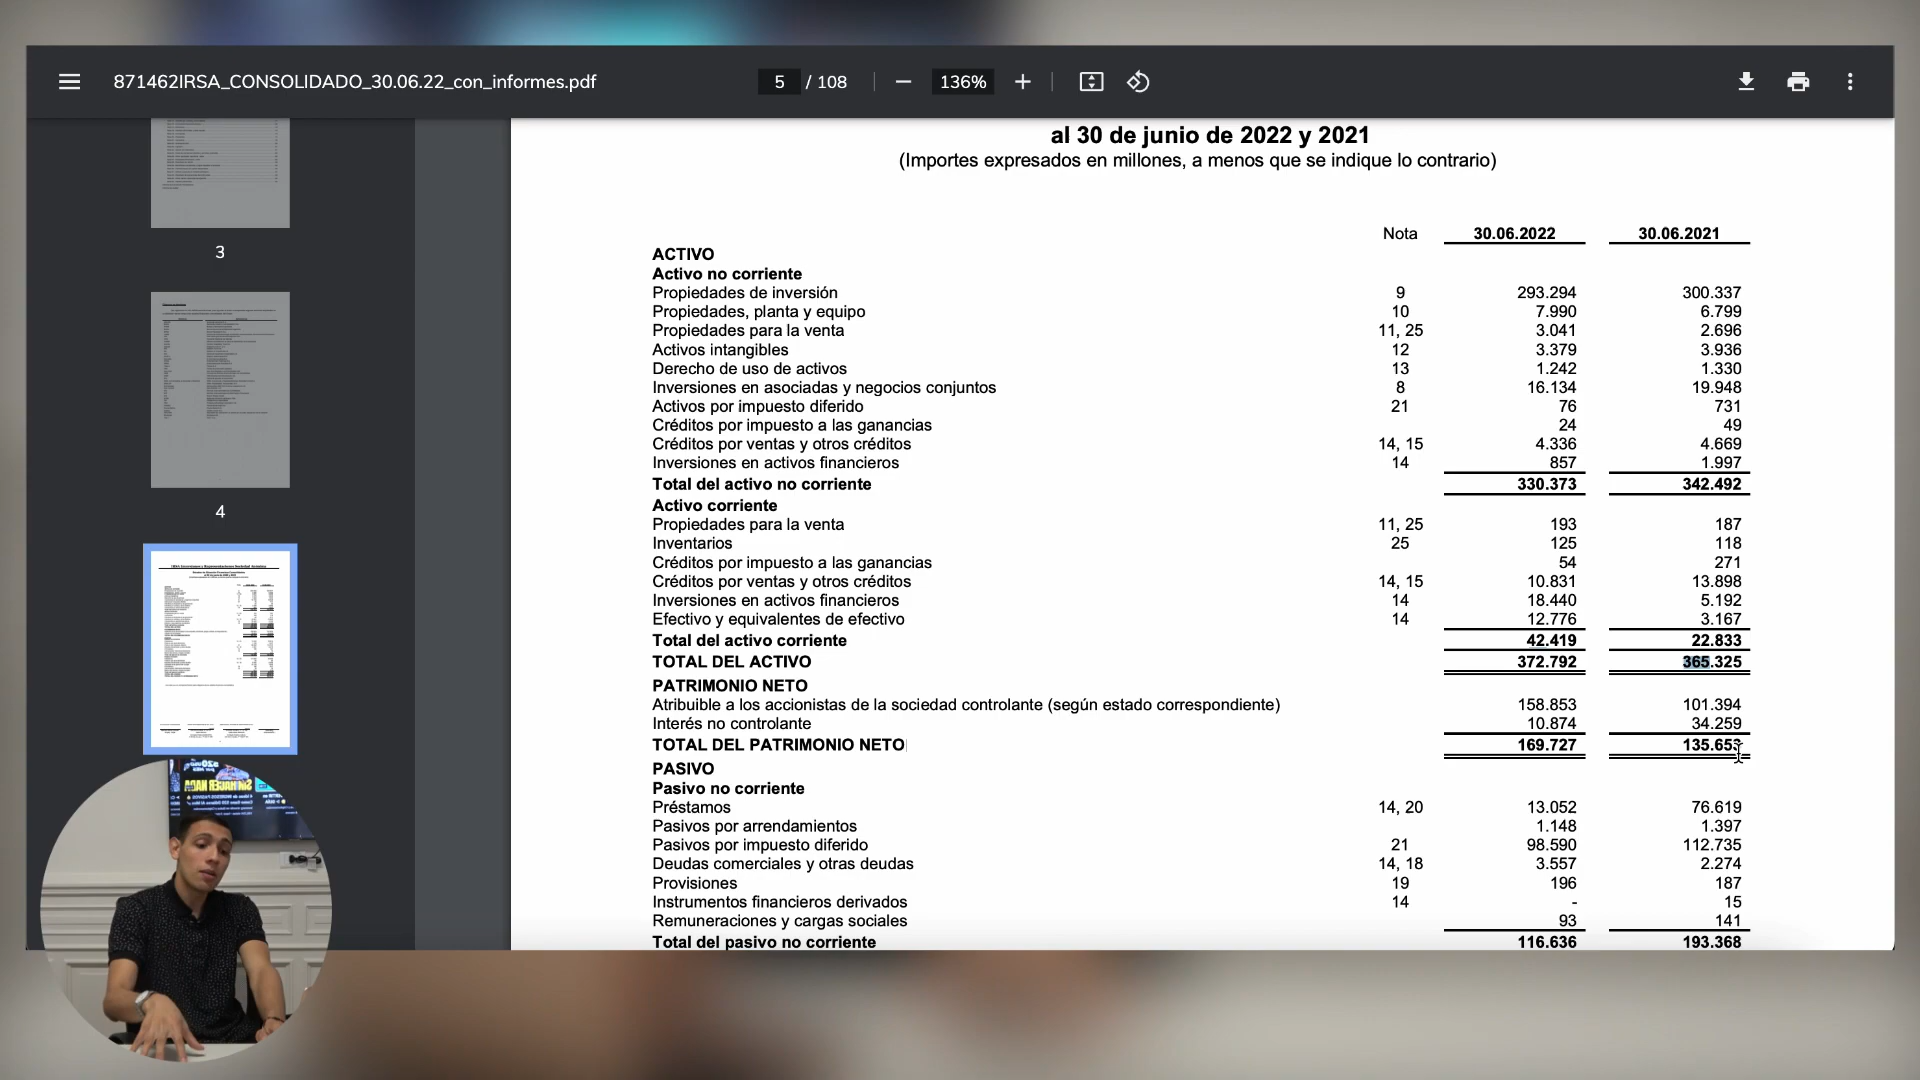 871462IRSA_CONSOLIDADO_30.06.22_con_informes.pdf 5 / 108 136%
3
4
al 30 de junio de 2022 y 2021
(Importes expresados en millones, a menos que se indique lo contrario)
Nota 30.06.2022 30.06.2021
ACTIVO
Activo no corriente
Propiedades de inversión 9 293.294 300.337
Propiedades, planta y equipo 10 7.990 6.799
Propiedades para la venta 11, 25 3.041 2.696
Activos intangibles 12 3.379 3.936
Derecho de uso de activos 13 1.242 1.330
Inversiones en asociadas y negocios conjuntos 8 16.134 19.948
Activos por impuesto diferido 21 76 731
Créditos por impuesto a las ganancias 24 49
Créditos por ventas y otros créditos 14, 15 4.336 4.669
Inversiones en activos financieros 14 857 1.997
Total del activo no corriente 330.373 342.492
Activo corriente
Propiedades para la venta 11, 25 193 187
Inventarios 25 125 118
Créditos por impuesto a las ganancias 54 271
Créditos por ventas y otros créditos 14, 15 10.831 13.898
Inversiones en activos financieros 14 18.440 5.192
Efectivo y equivalentes de efectivo 14 12.776 3.167
Total del activo corriente 42.419 22.833
TOTAL DEL ACTIVO 372.792 365.325
PATRIMONIO NETO
Atribuible a los accionistas de la sociedad controlante (según estado correspondiente) 158.853 101.394
Interés no controlante 10.874 34.259
TOTAL DEL PATRIMONIO NETO 169.727 135.653
PASIVO
Pasivo no corriente
Préstamos 14, 20 13.052 76.619
Pasivos por arrendamientos 1.148 1.397
Pasivos por impuesto diferido 21 98.590 112.735
Deudas comerciales y otras deudas 14, 18 3.557 2.274
Provisiones 19 196 187
Instrumentos financieros derivados 14 - 15
Remuneraciones y cargas sociales 93 141
Total del pasivo no corriente 116.636 193.368
SIN HACER NADA